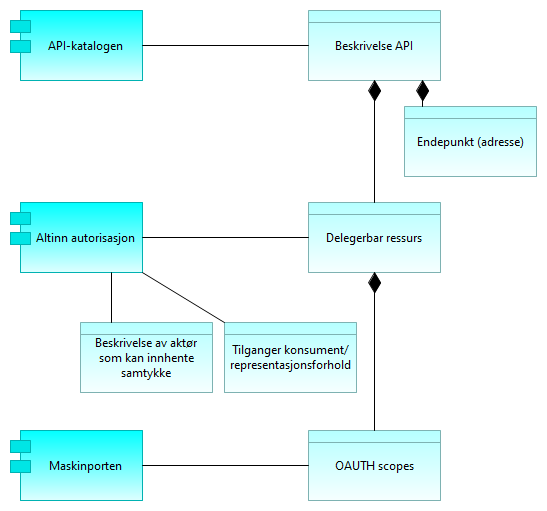 API-katalogen
Beskrivelse API
Endepunkt (adresse)
Altinn autorisasjon
Delegerbar ressurs
Beskrivelse av aktør
som kan innhente
samtykke
Tilganger konsument/
representasjonsforhold
Maskinporten
OAUTH scopes